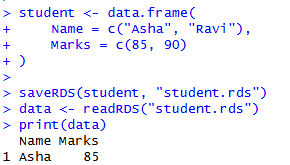 > student <- data.frame(
+     Name = c("Asha", "Ravi"),
+     Marks = c(85, 90)
+ )
>
> saveRDS(student, "student.rds")
> data <- readRDS("student.rds")
> print(data)
  Name Marks
1 Asha    85